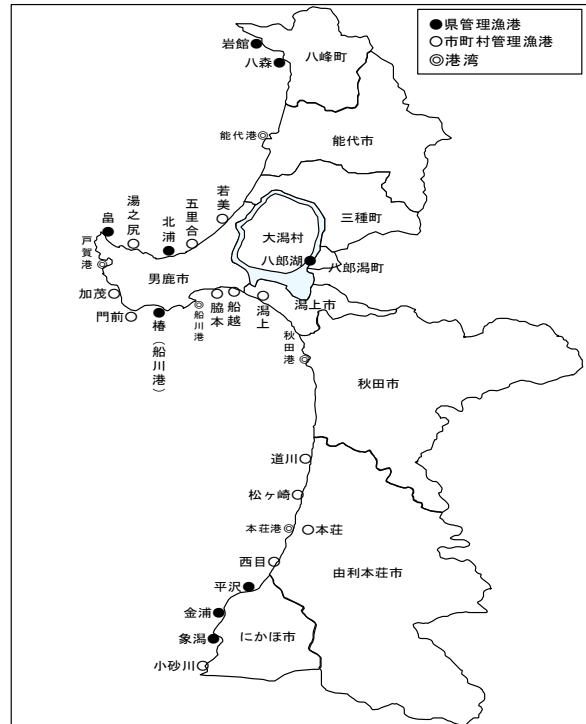 ●県管理漁港
○市町村管理漁港
◎港湾
岩館
八森
八峰町
能代港
能代市
若美
五里合
北浦
湯之尻
畠
戸賀港
三種町
大潟村
八郎湖
八郎潟町
男鹿市
加茂
門前
椿(船川港)
船川港
脇本
船越
潟上
潟上市
秋田港
秋田市
道川
松ヶ崎
本荘港
本荘
西目
由利本荘市
平沢
金浦
象潟
にかほ市
小砂川